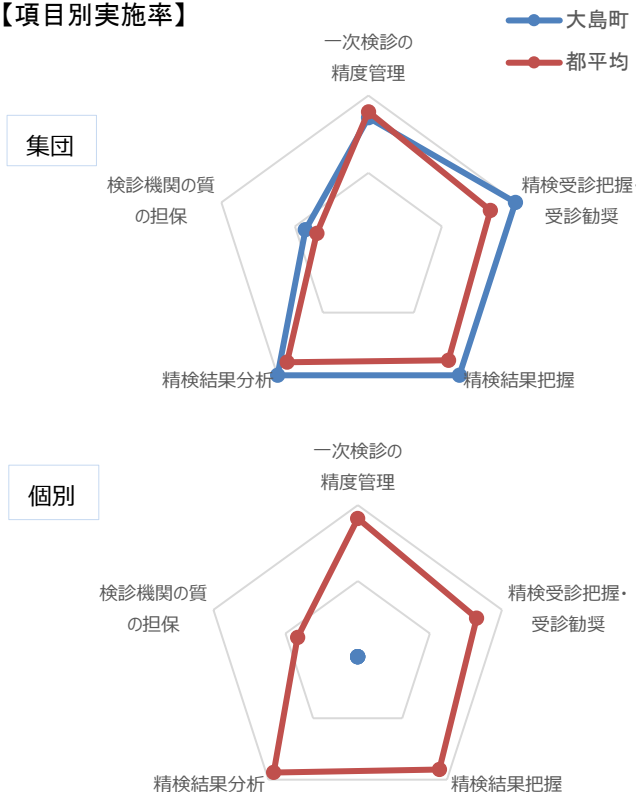 【項目別実施率】
大島町
都平均
集団
一次検診の
精度管理
精検受診把握・
受診勧奨
精検結果把握
精検結果分析
検診機関の質
の担保
個別
一次検診の
精度管理
精検受診把握・
受診勧奨
精検結果把握
精検結果分析
検診機関の質
の担保